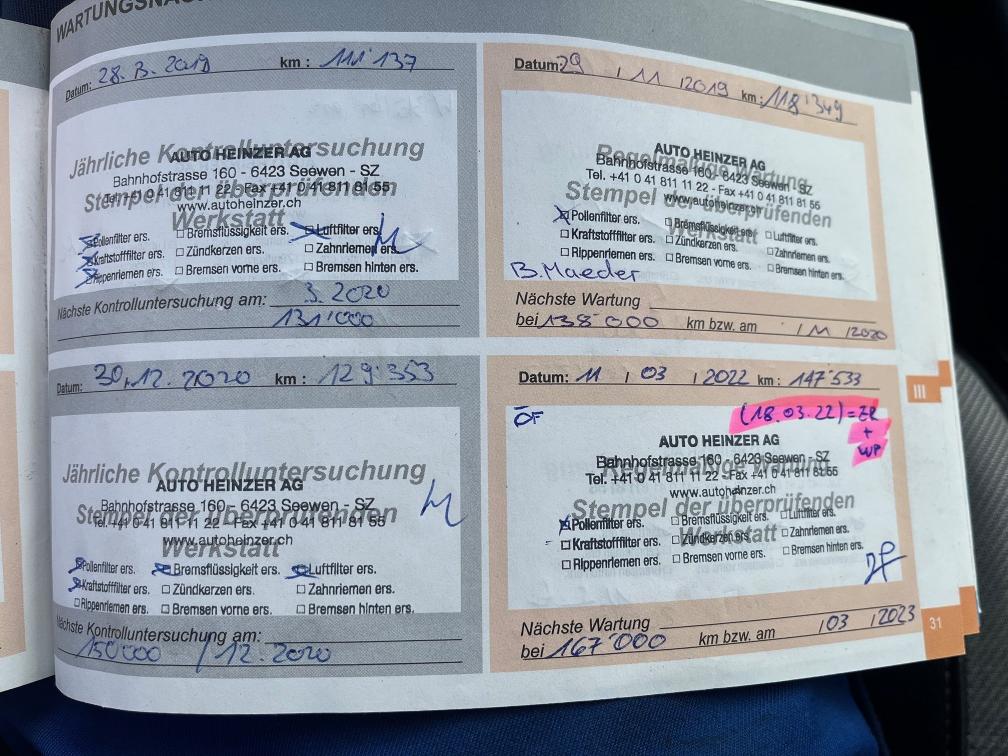 WARTUNGSNAC
Datum: 28. 3. 2019 km : 111'137
Jährliche Kontrolluntersuchung
AUTO HEINZER AG
Bahnhofstrasse 160 - 6423 Seewen - SZ
Stempel der überprüfenden
Tel. +41 0 41 811 11 22 - Fax +41 0 41 811 81 55
www.autoheinzer.ch
Werkstatt
Pollenfilter ers. Bremsflüssigkeit ers. Luftfilter ers.
Kraftstofffilter ers. Zündkerzen ers. Zahnriemen ers.
Rippenriemen ers. Bremsen vorne ers. Bremsen hinten ers.
Nächste Kontrolluntersuchung am: 3. 2020
131'000
Datum: 29 / 11 / 2019 km : 118'349
Regelmäßige Wartung
AUTO HEINZER AG
Bahnhofstrasse 160 - 6423 Seewen SZ
Tel. +41 0 41 811 11 22 - Fax +41 0 41 811 81 55
www.autoheinzer.ch
Stempel der überprüfenden
Werkstatt
Pollenfilter ers. Bremsflüssigkeit ers. Luftfilter ers.
Kraftstofffilter ers. Zündkerzen ers. Zahnriemen ers.
Rippenriemen ers. Bremsen vorne ers. Bremsen hinten ers.
B. Maeder
Nächste Wartung
bei 138'000 km bzw. am / 11 / 2020
Datum: 30. 12. 2020 km : 129'353
Jährliche Kontrolluntersuchung
AUTO HEINZER AG
Bahnhofstrasse 160 - 6423 Seewen - SZ
Stempel der überprüfenden
Tel. +41 0 41 811 11 22 - Fax +41 0 41 811 81 55
www.autoheinzer.ch
Werkstatt
Pollenfilter ers. Bremsflüssigkeit ers. Luftfilter ers.
Kraftstofffilter ers. Zündkerzen ers. Zahnriemen ers.
Rippenriemen ers. Bremsen vorne ers. Bremsen hinten ers.
Nächste Kontrolluntersuchung am:
150'000 / 12. 2020
Datum: 11 / 03 / 2022 km : 147'533
ÖF (18.03.22) = ZR
+
WP
AUTO HEINZER AG
Bahnhofstrasse 160 - 6423 Seewen - SZ
Regelmäßige Wartung
Tel. +41 0 41 811 11 22 - Fax +41 0 41 811 81 55
www.autoheinzer.ch
Stempel der überprüfenden
Werkstatt
Pollenfilter ers. Bremsflüssigkeit ers. Luftfilter ers.
Kraftstofffilter ers. Zündkerzen ers. Zahnriemen ers.
Rippenriemen ers. Bremsen vorne ers. Bremsen hinten ers.
Nächste Wartung
bei 167'000 km bzw. am / 03 / 2023
III
31